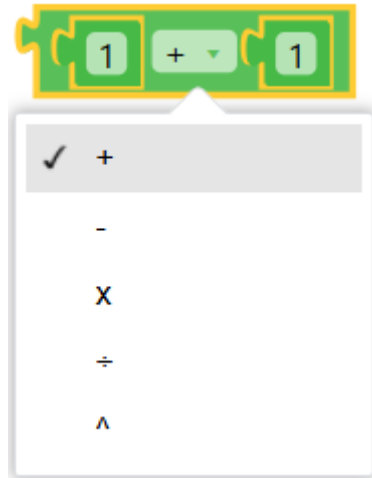 1 + 1
✓ +
-
x
÷
^